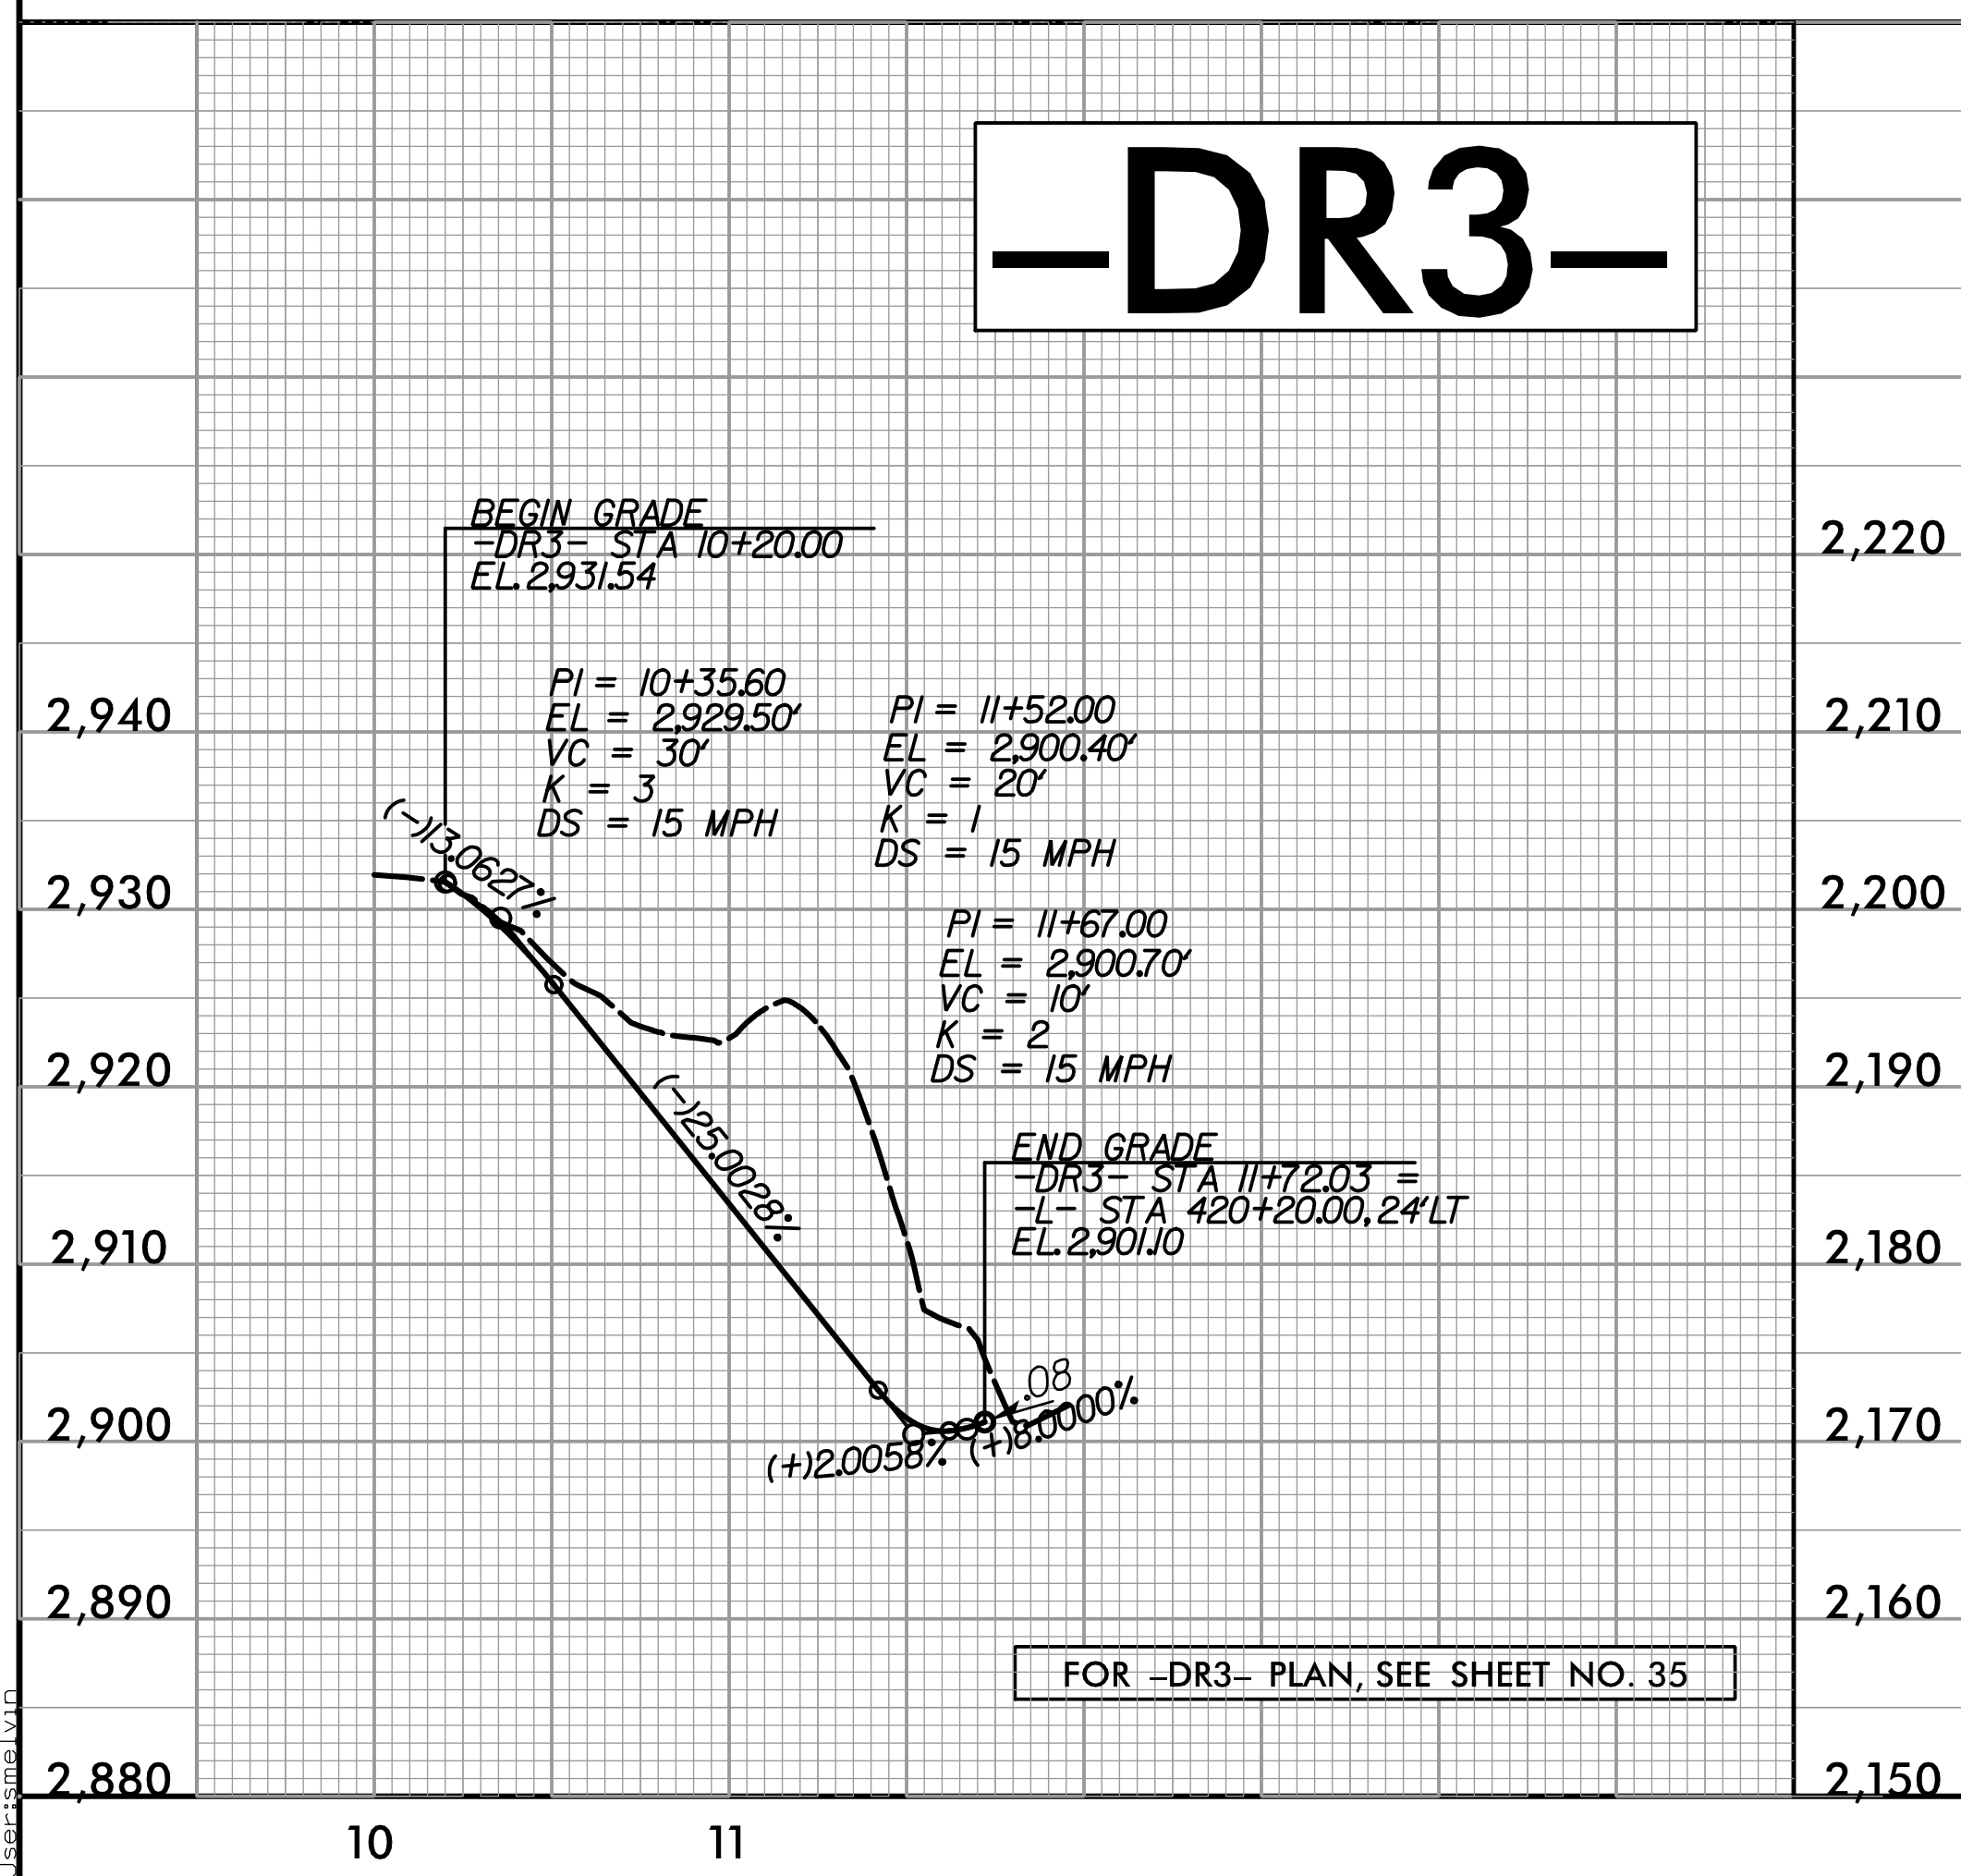 –DR3–
BEGIN GRADE
-DR3- STA 10+20.00
EL. 2,931.54
PI = 10+35.60
EL = 2,929.50'
VC = 30'
K = 3
DS = 15 MPH
PI = 11+52.00
EL = 2,900.40'
VC = 20'
K = 1
DS = 15 MPH
(-)13.0627%
PI = 11+67.00
EL = 2,900.70'
VC = 10'
K = 2
DS = 15 MPH
(-)25.0028%
END GRADE
-DR3- STA 11+72.03 =
-L- STA 420+20.00, 24' LT
EL. 2,901.10
.08
(+)2.0058%
(+)8.0000%
FOR –DR3– PLAN, SEE SHEET NO. 35
2,940
2,930
2,920
2,910
2,900
2,890
2,880
2,220
2,210
2,200
2,190
2,180
2,170
2,160
2,150
10
11
User:smelvin